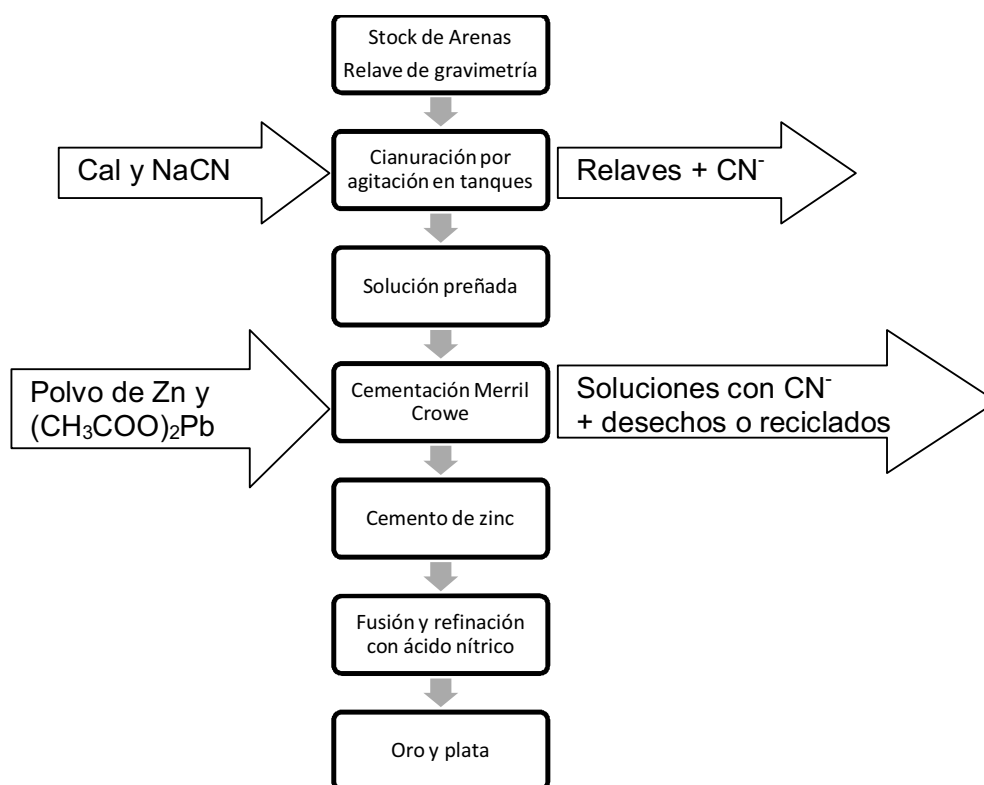 Stock de Arenas
Relave de gravimetría
Cal y NaCN
Cianuración por
agitación en tanques
Relaves + CN⁻
Solución preñada
Polvo de Zn y
(CH₃COO)₂Pb
Cementación Merril
Crowe
Soluciones con CN⁻
+ desechos o reciclados
Cemento de zinc
Fusión y refinación
con ácido nítrico
Oro y plata